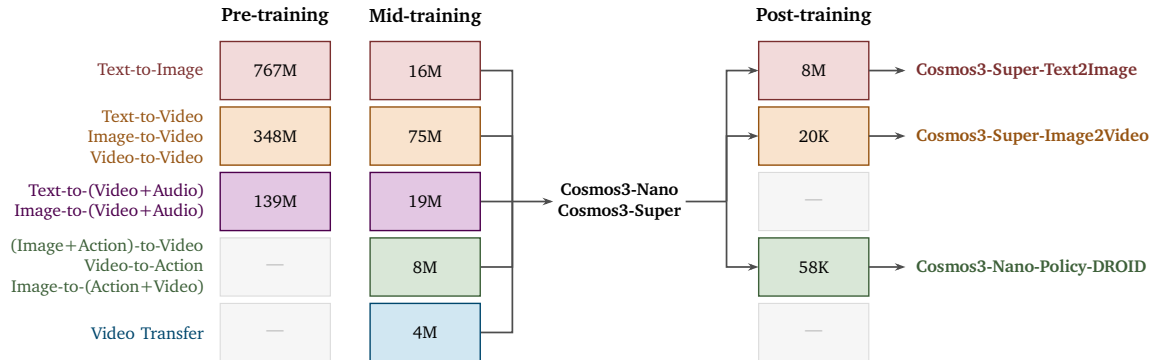 Pre-training Mid-training Post-training
Text-to-Image 767M 16M 8M Cosmos3-Super-Text2Image
Text-to-Video
Image-to-Video 348M 75M 20K Cosmos3-Super-Image2Video
Video-to-Video
Text-to-(Video+Audio)
Image-to-(Video+Audio) 139M 19M —
Cosmos3-Nano
Cosmos3-Super
(Image+Action)-to-Video
Video-to-Action — 8M 58K Cosmos3-Nano-Policy-DROID
Image-to-(Action+Video)
Video Transfer — 4M —